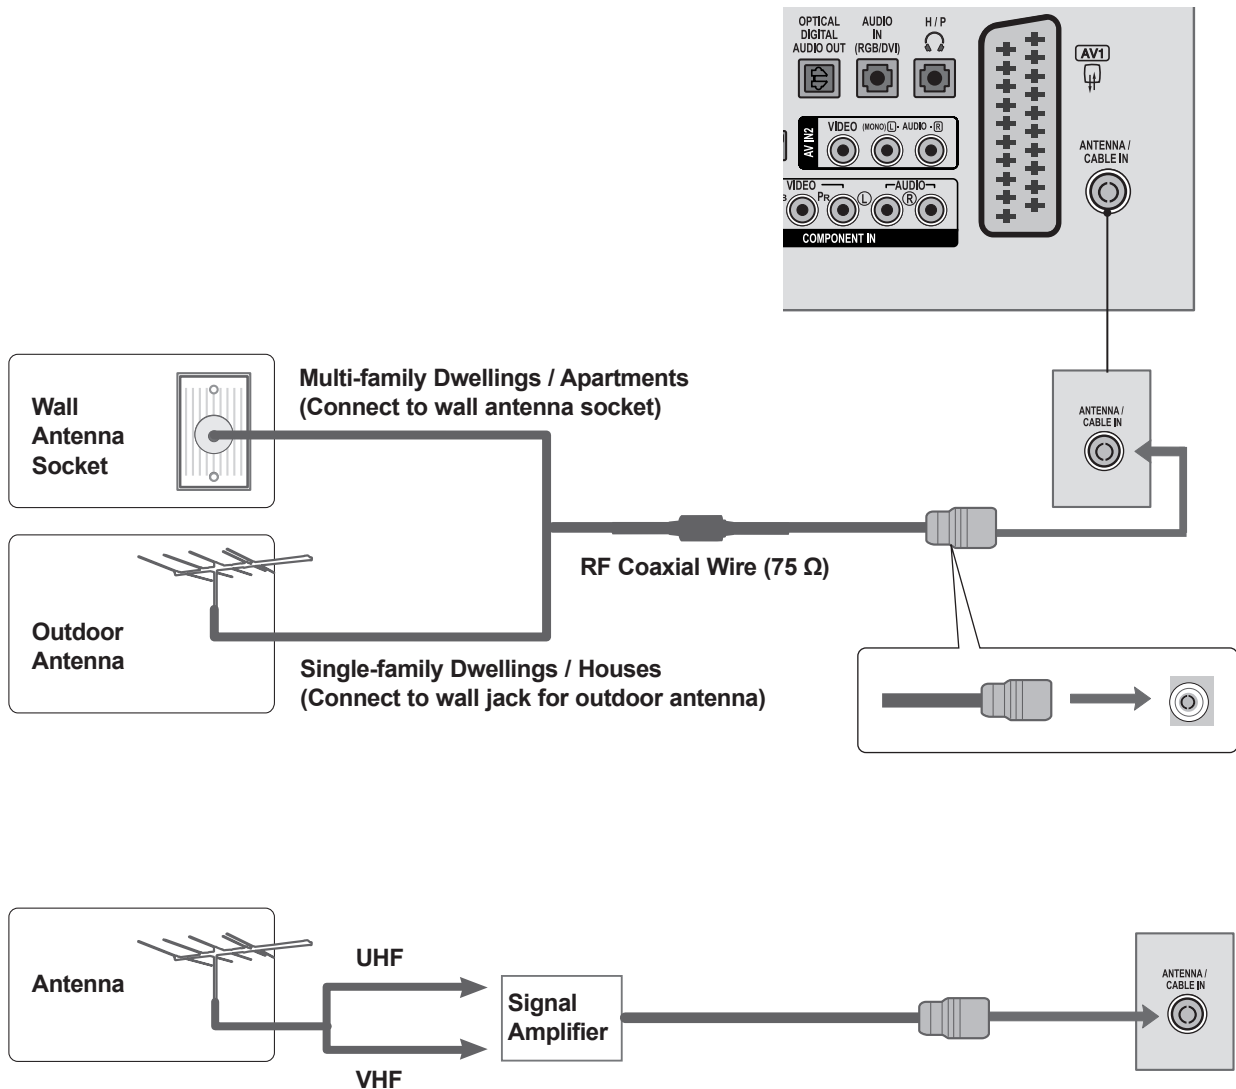 OPTICAL
DIGITAL
AUDIO OUT
AUDIO
IN
(RGB/DVI)
H / P
AV1
AV IN2
VIDEO (MONO) L - AUDIO - R
ANTENNA /
CABLE IN
VIDEO
AUDIO
B PR L R
COMPONENT IN
Wall
Antenna
Socket
Multi-family Dwellings / Apartments
(Connect to wall antenna socket)
ANTENNA /
CABLE IN
RF Coaxial Wire (75 Ω)
Outdoor
Antenna
Single-family Dwellings / Houses
(Connect to wall jack for outdoor antenna)
Antenna
UHF
VHF
Signal
Amplifier
ANTENNA /
CABLE IN